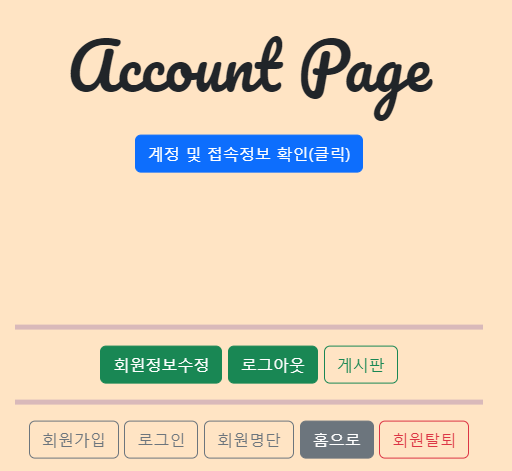 Account Page
계정 및 접속정보 확인(클릭)
회원정보수정 로그아웃 게시판
회원가입 로그인 회원명단 홈으로 회원탈퇴